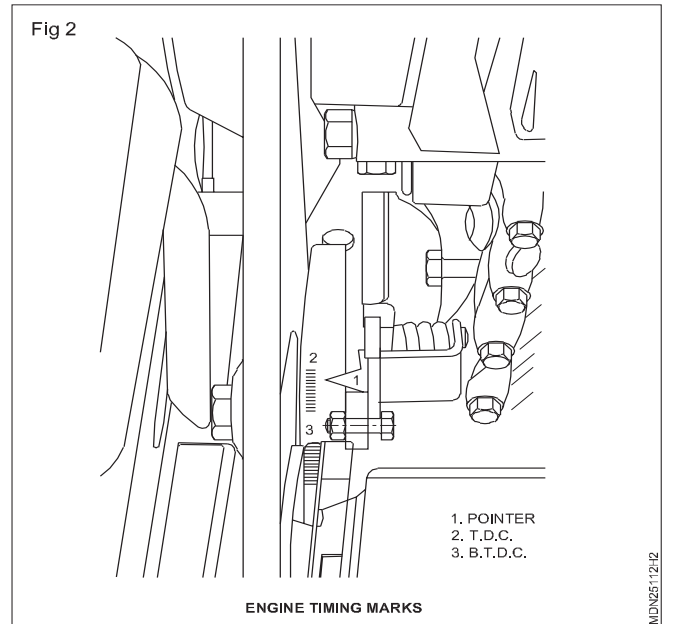 Fig 2
2
1
3
1. POINTER
2. T.D.C.
3. B.T.D.C.
ENGINE TIMING MARKS
MDN25112H2